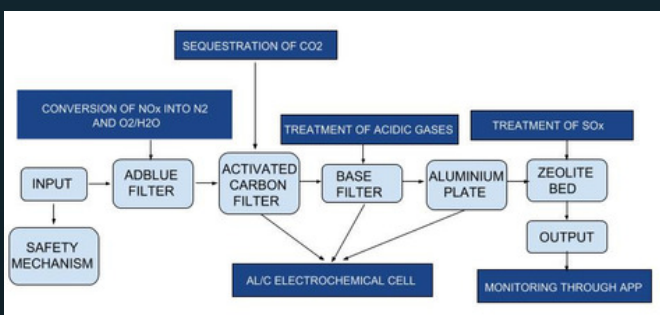 SEQUESTRATION OF CO2
CONVERSION OF NOx INTO N2
AND O2/H2O
TREATMENT OF ACIDIC GASES
TREATMENT OF SOx
INPUT
ADBLUE
FILTER
ACTIVATED
CARBON
FILTER
BASE
FILTER
ALUMINIUM
PLATE
ZEOLITE
BED
SAFETY
MECHANISM
OUTPUT
AL/C ELECTROCHEMICAL CELL
MONITORING THROUGH APP